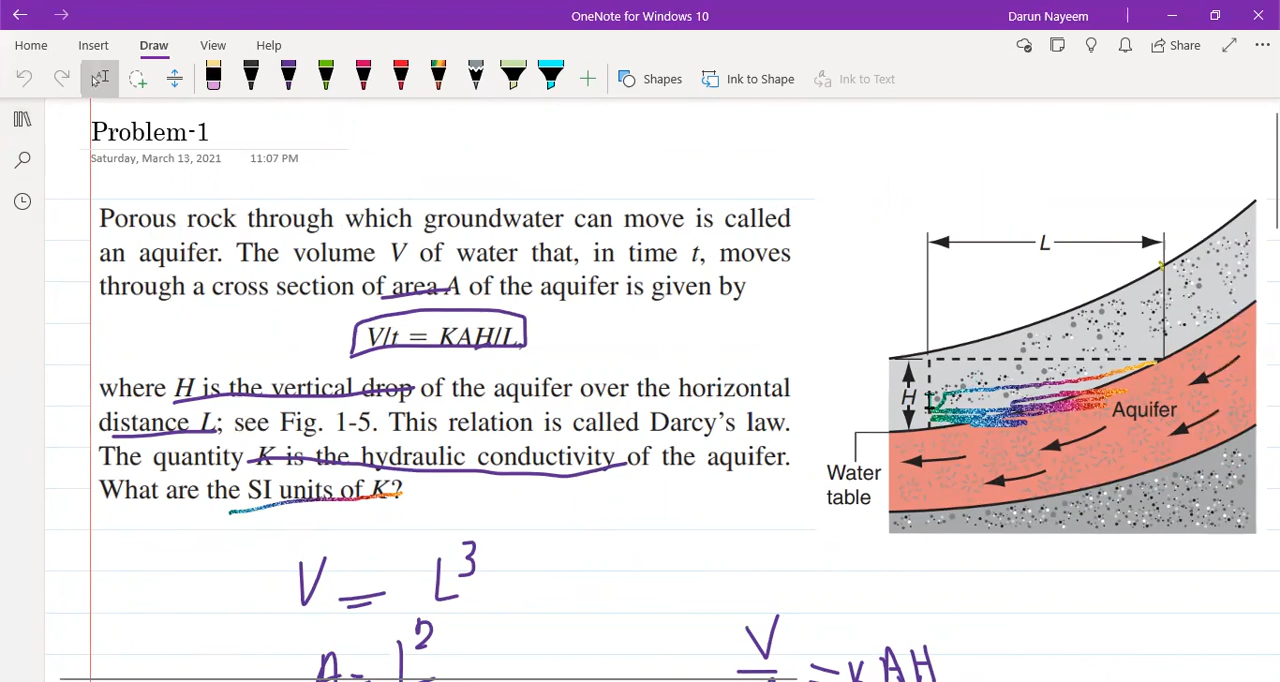 OneNote for Windows 10
Darun Nayeem
Home Insert Draw View Help
Share
Shapes
Ink to Shape
Ink to Text
Problem-1
Saturday, March 13, 2021 11:07 PM
Porous rock through which groundwater can move is called
an aquifer. The volume V of water that, in time t, moves
through a cross section of area A of the aquifer is given by
V/t = KAH/L,
where H is the vertical drop of the aquifer over the horizontal
distance L; see Fig. 1-5. This relation is called Darcy's law.
The quantity K is the hydraulic conductivity of the aquifer.
What are the SI units of K?
L
H
Aquifer
Water
table
V = L³
A = L²
V
= KAH